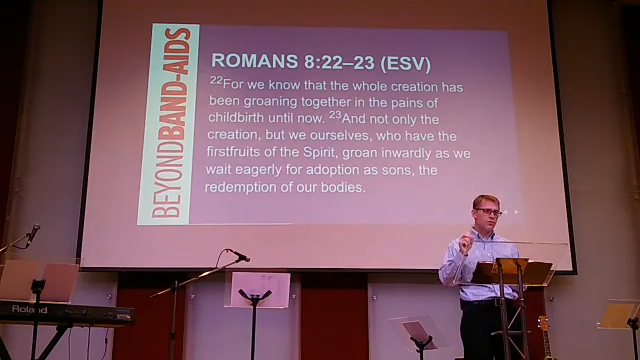 BEYONDBAND-AIDS
ROMANS 8:22–23 (ESV)
22For we know that the whole creation has
been groaning together in the pains of
childbirth until now. 23And not only the
creation, but we ourselves, who have the
firstfruits of the Spirit, groan inwardly as we
wait eagerly for adoption as sons, the
redemption of our bodies.
Roland